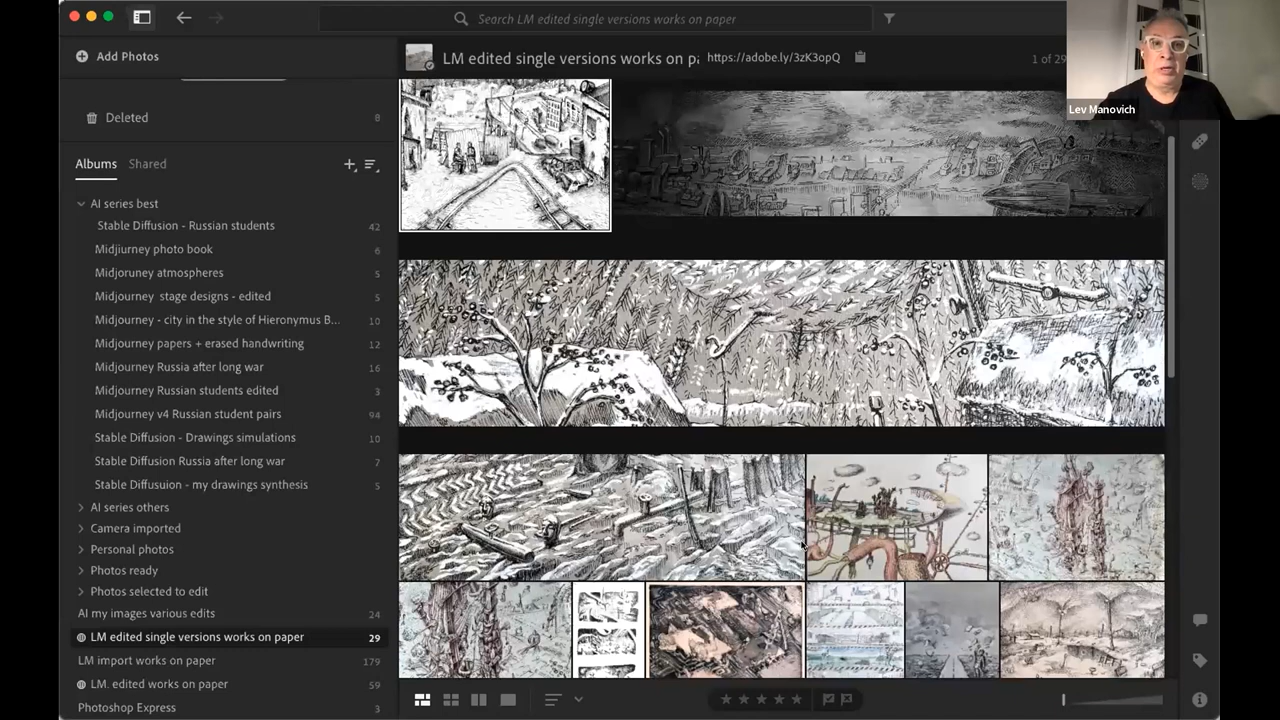 Search LM edited single versions works on paper
Add Photos
LM edited single versions works on pa
https://adobe.ly/3zK3opQ
1 of 29
Lev Manovich
Deleted 8
Albums Shared
AI series best
Stable Diffusion - Russian students 42
Midjiurney photo book 6
Midjoruney atmospheres 5
Midjourney stage designs - edited 5
Midjourney - city in the style of Hieronymus B... 10
Midjourney papers + erased handwriting 12
Midjourney Russia after long war 16
Midjourney Russian students edited 3
Midjourney v4 Russian student pairs 94
Stable Diffusion - Drawings simulations 10
Stable Diffusion Russia after long war 7
Stable Diffusuion - my drawings synthesis 5
AI series others
Camera imported
Personal photos
Photos ready
Photos selected to edit
AI my images various edits 24
LM edited single versions works on paper 29
LM import works on paper 179
LM. edited works on paper 59
Photoshop Express 3